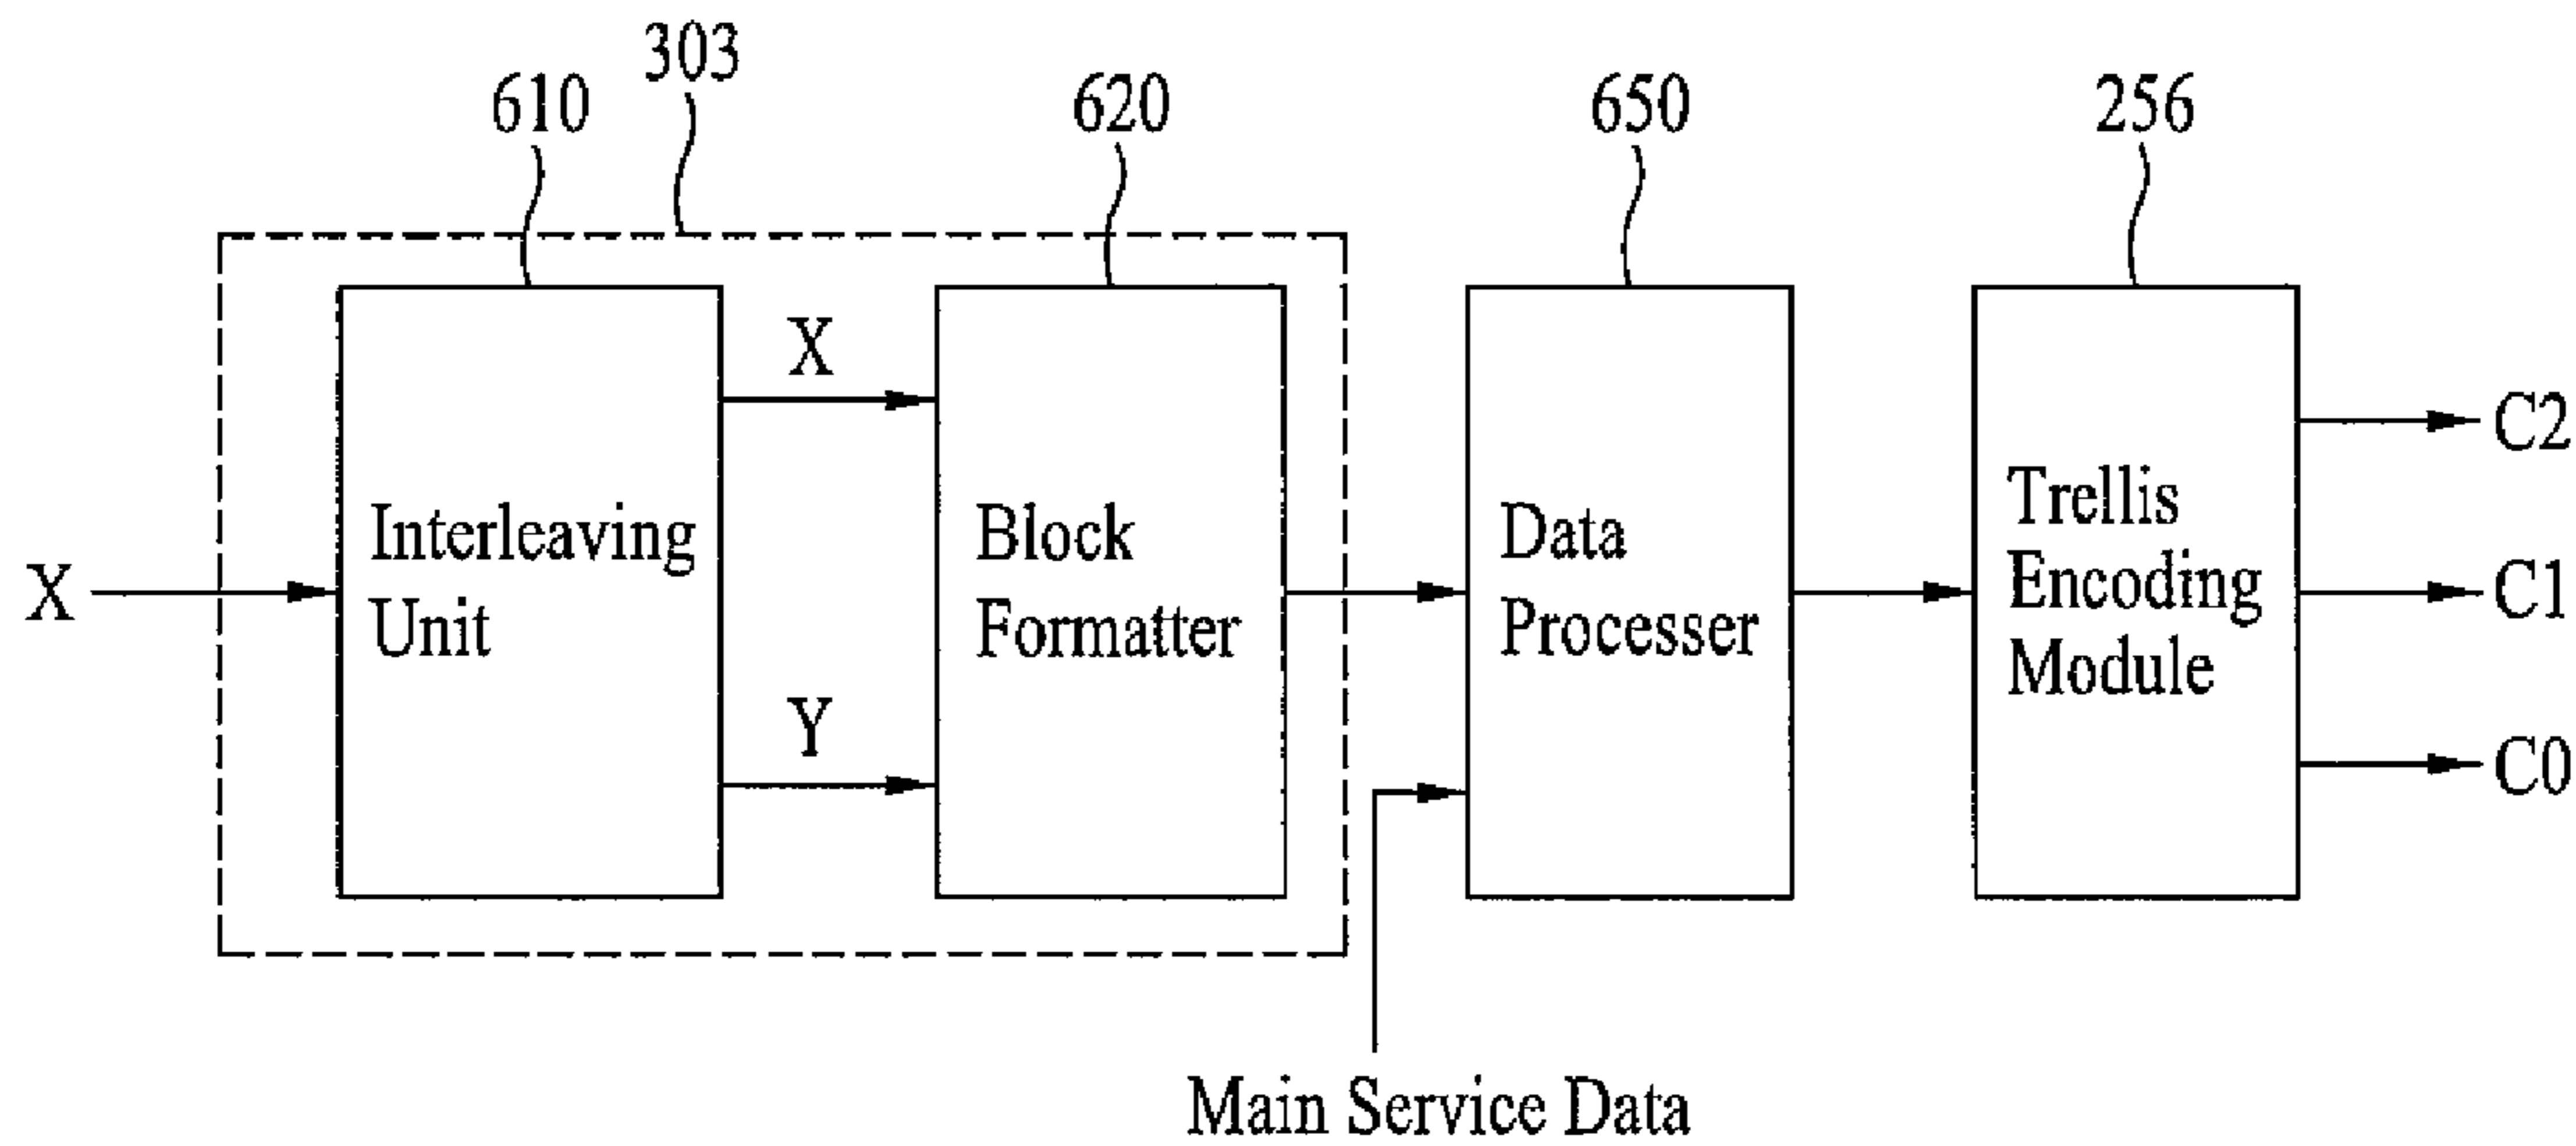 303
610
620
650
256
X
Interleaving
Unit
X
Y
Block
Formatter
Data
Processer
Trellis
Encoding
Module
C2
C1
C0
Main Service Data